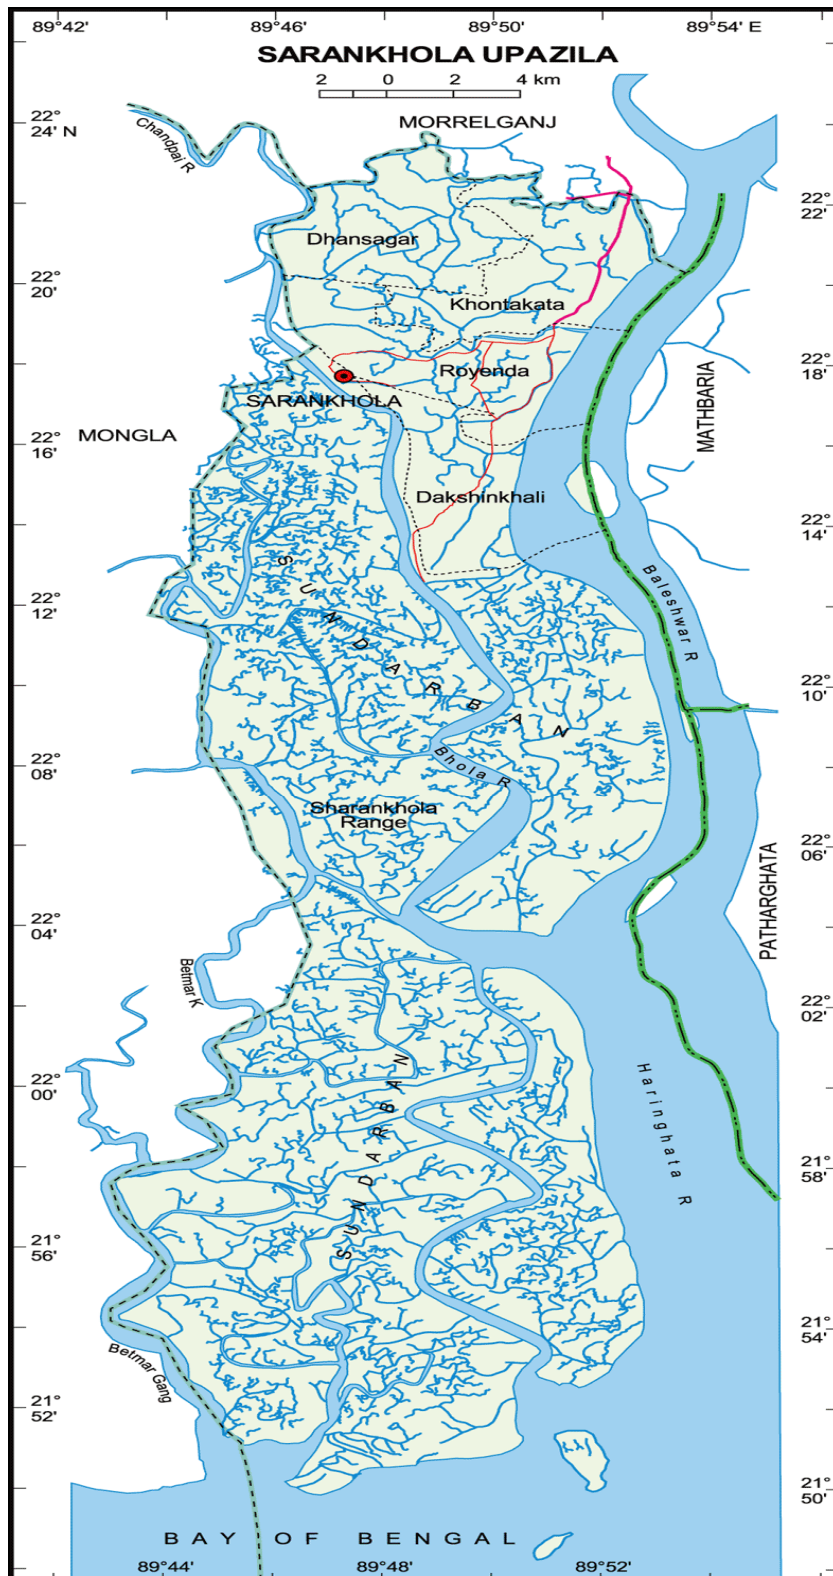 89°42' 89°46' 89°50' 89°54' E
SARANKHOLA UPAZILA
2 0 2 4 km
22°
24' N
MORRELGANJ
Chandpai R
22°
22'
Dhansagar
22°
20'
Khontakata
22°
18'
Royenda
SARANKHOLA
MATHBARIA
MONGLA
22°
16'
Dakshinkhali
22°
14'
SUNDARBAN
Baleshwar R
22°
12'
22°
10'
Bhola R
22°
08'
Sharankhola
Range
22°
06'
PATHARGHATA
22°
04'
Betmar K
22°
02'
SUNDARBAN
22°
00'
Haringhata R
21°
58'
21°
56'
21°
54'
Betmar Gang
21°
52'
21°
50'
BAY OF BENGAL
89°44' 89°48' 89°52'